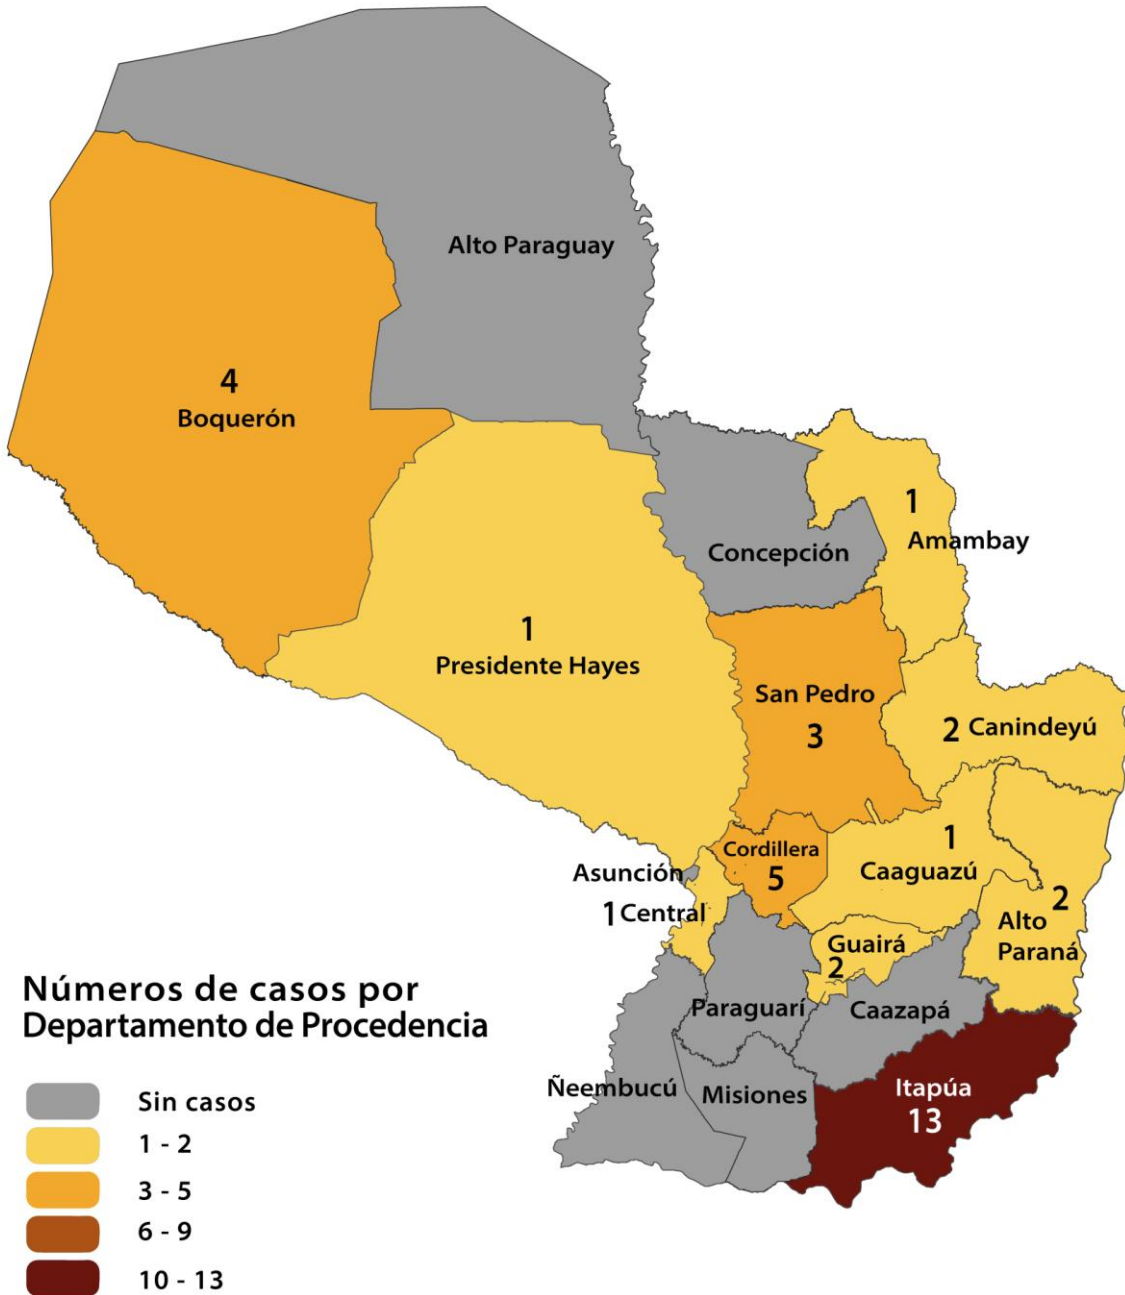 Alto Paraguay
4
Boquerón
1
Amambay
Concepción
1
Presidente Hayes
San Pedro
3
2 Canindeyú
Cordillera
5
1
Caaguazú
Asunción
1 Central
2
Alto
Paraná
Guairá
2
Paraguarí
Caazapá
Ñeembucú
Misiones
Itapúa
13
Números de casos por
Departamento de Procedencia
Sin casos
1 - 2
3 - 5
6 - 9
10 - 13